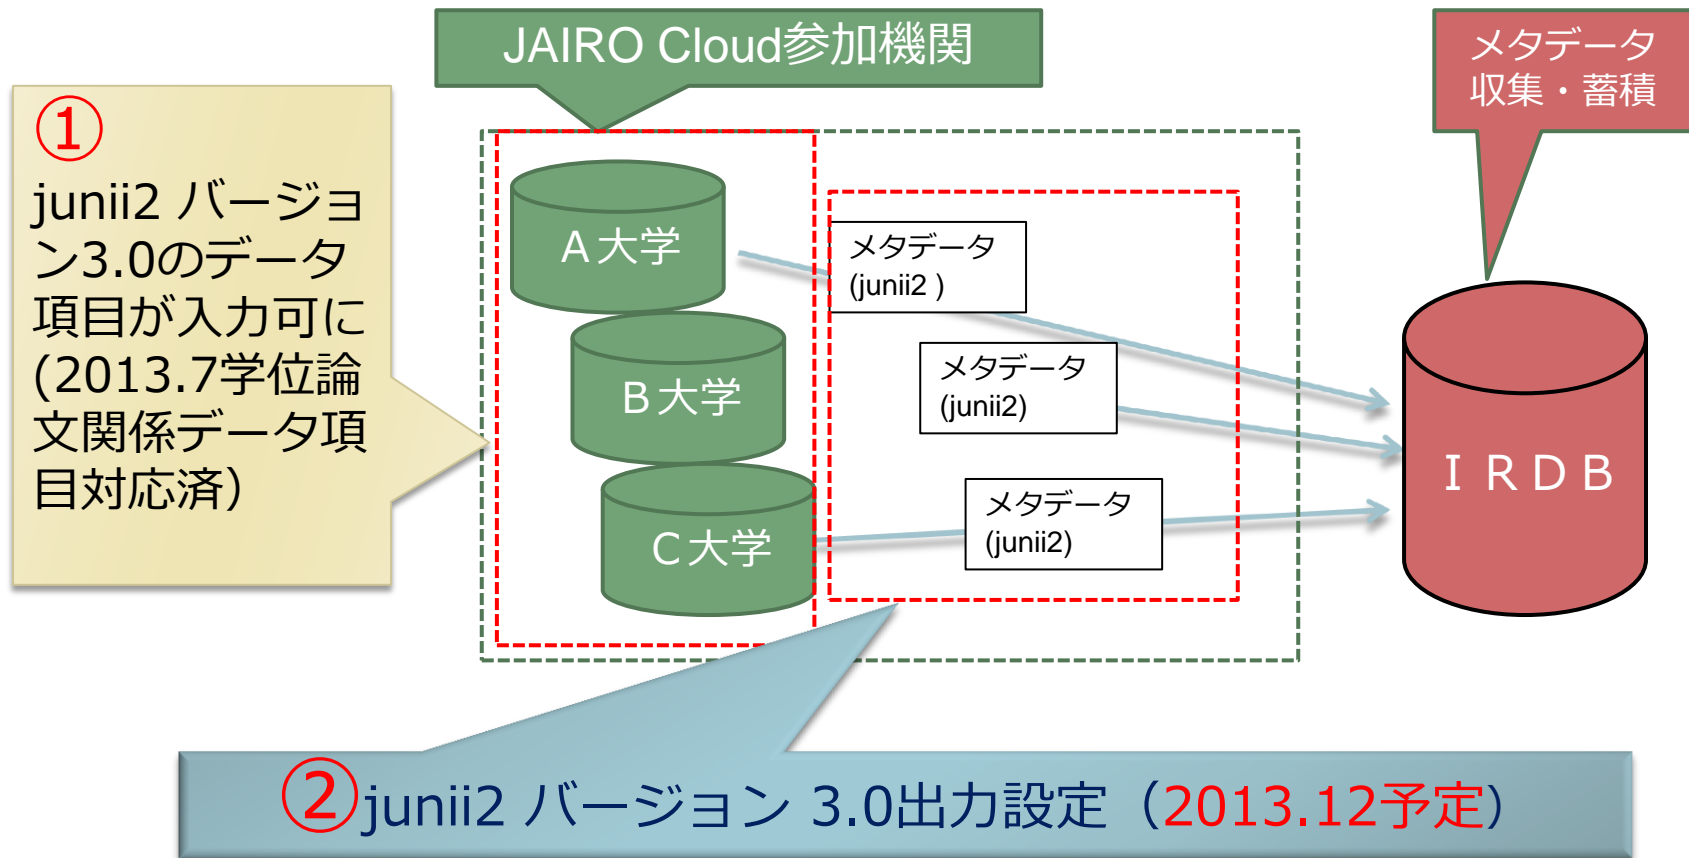 JAIRO Cloud参加機関
メタデータ
収集・蓄積
①
junii2 バージョ
ン3.0のデータ
項目が入力可に
(2013.7学位論
文関係データ項
目対応済）
A大学
メタデータ
(junii2 )
B大学
メタデータ
(junii2)
C大学
メタデータ
(junii2)
ＩＲＤＢ
②junii2 バージョン 3.0出力設定（2013.12予定）